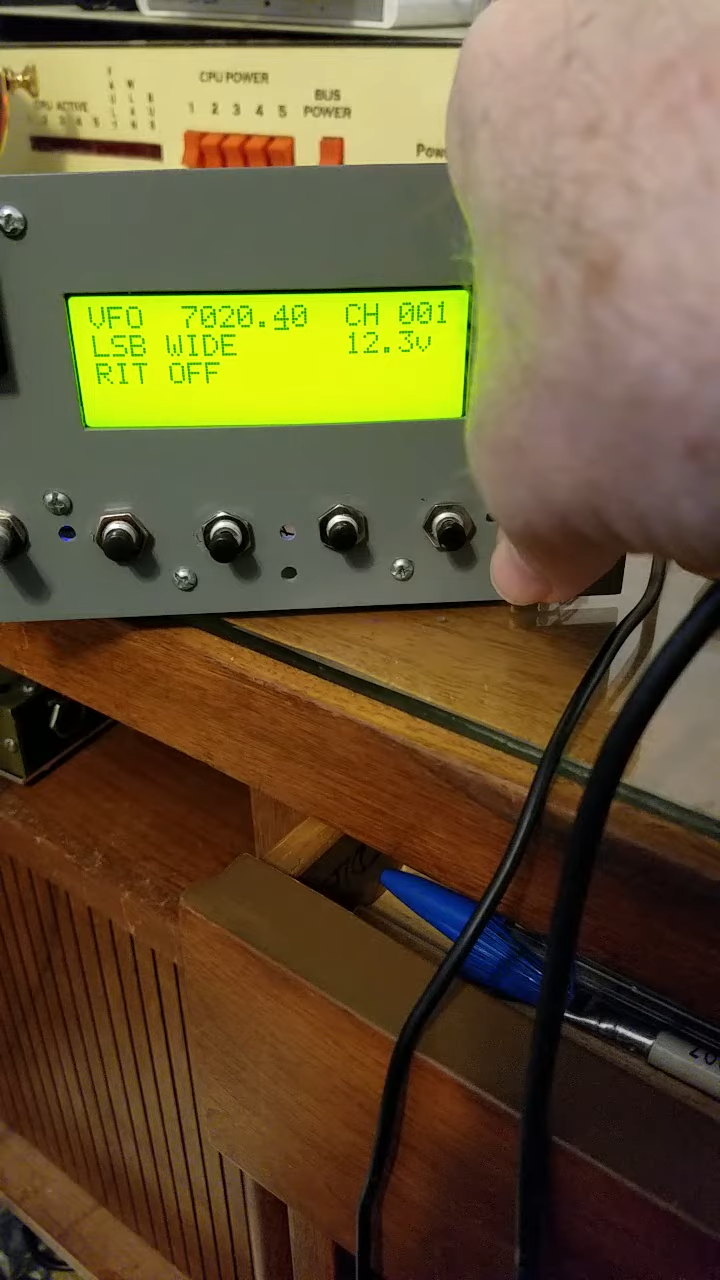 CPU POWER
1 2 3 4 5
BUS
POWER
CPU ACTIVE
VFO 7020.40 CH 001
LSB WIDE 12.3v
RIT OFF